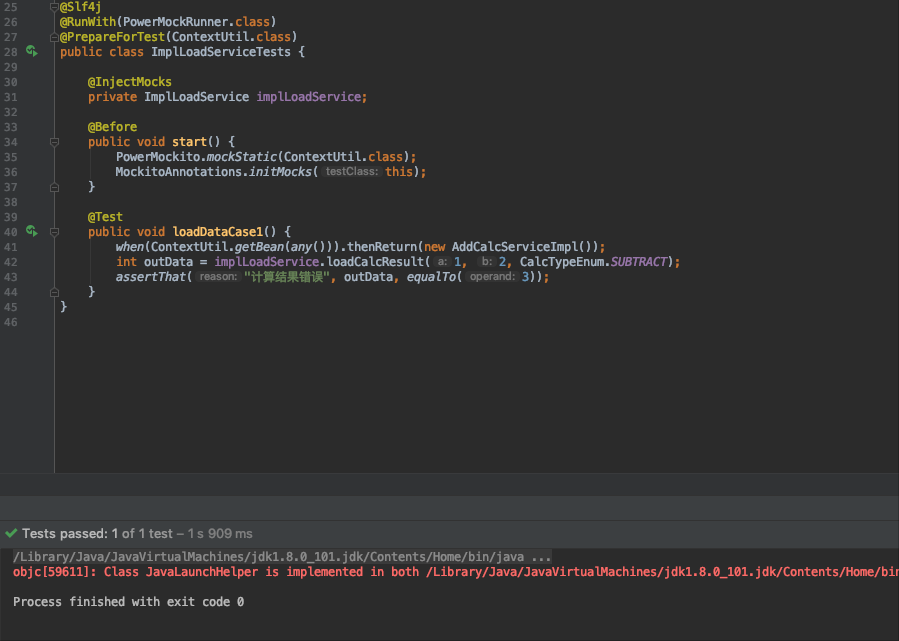 25 @Slf4j
26 @RunWith(PowerMockRunner.class)
27 @PrepareForTest(ContextUtil.class)
28 public class ImplLoadServiceTests {
29
30 @InjectMocks
31 private ImplLoadService implLoadService;
32
33 @Before
34 public void start() {
35 PowerMockito.mockStatic(ContextUtil.class);
36 MockitoAnnotations.initMocks( testClass: this);
37 }
38
39 @Test
40 public void loadDataCase1() {
41 when(ContextUtil.getBean(any())).thenReturn(new AddCalcServiceImpl());
42 int outData = implLoadService.loadCalcResult( a: 1, b: 2, CalcTypeEnum.SUBTRACT);
43 assertThat( reason: "计算结果错误", outData, equalTo( operand: 3));
44 }
45 }
46
Tests passed: 1 of 1 test – 1 s 909 ms
/Library/Java/JavaVirtualMachines/jdk1.8.0_101.jdk/Contents/Home/bin/java ...
objc[59611]: Class JavaLaunchHelper is implemented in both /Library/Java/JavaVirtualMachines/jdk1.8.0_101.jdk/Contents/Home/bin
Process finished with exit code 0